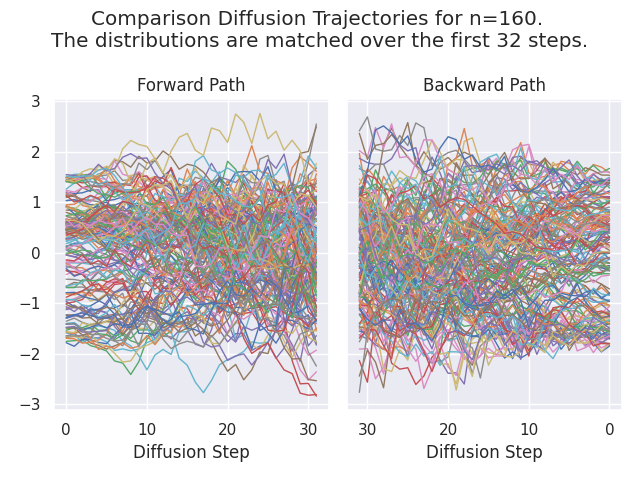 Comparison Diffusion Trajectories for n=160.
The distributions are matched over the first 32 steps.
Forward Path
Backward Path
3
2
1
0
−1
−2
−3
0 10 20 30
30 20 10 0
Diffusion Step
Diffusion Step